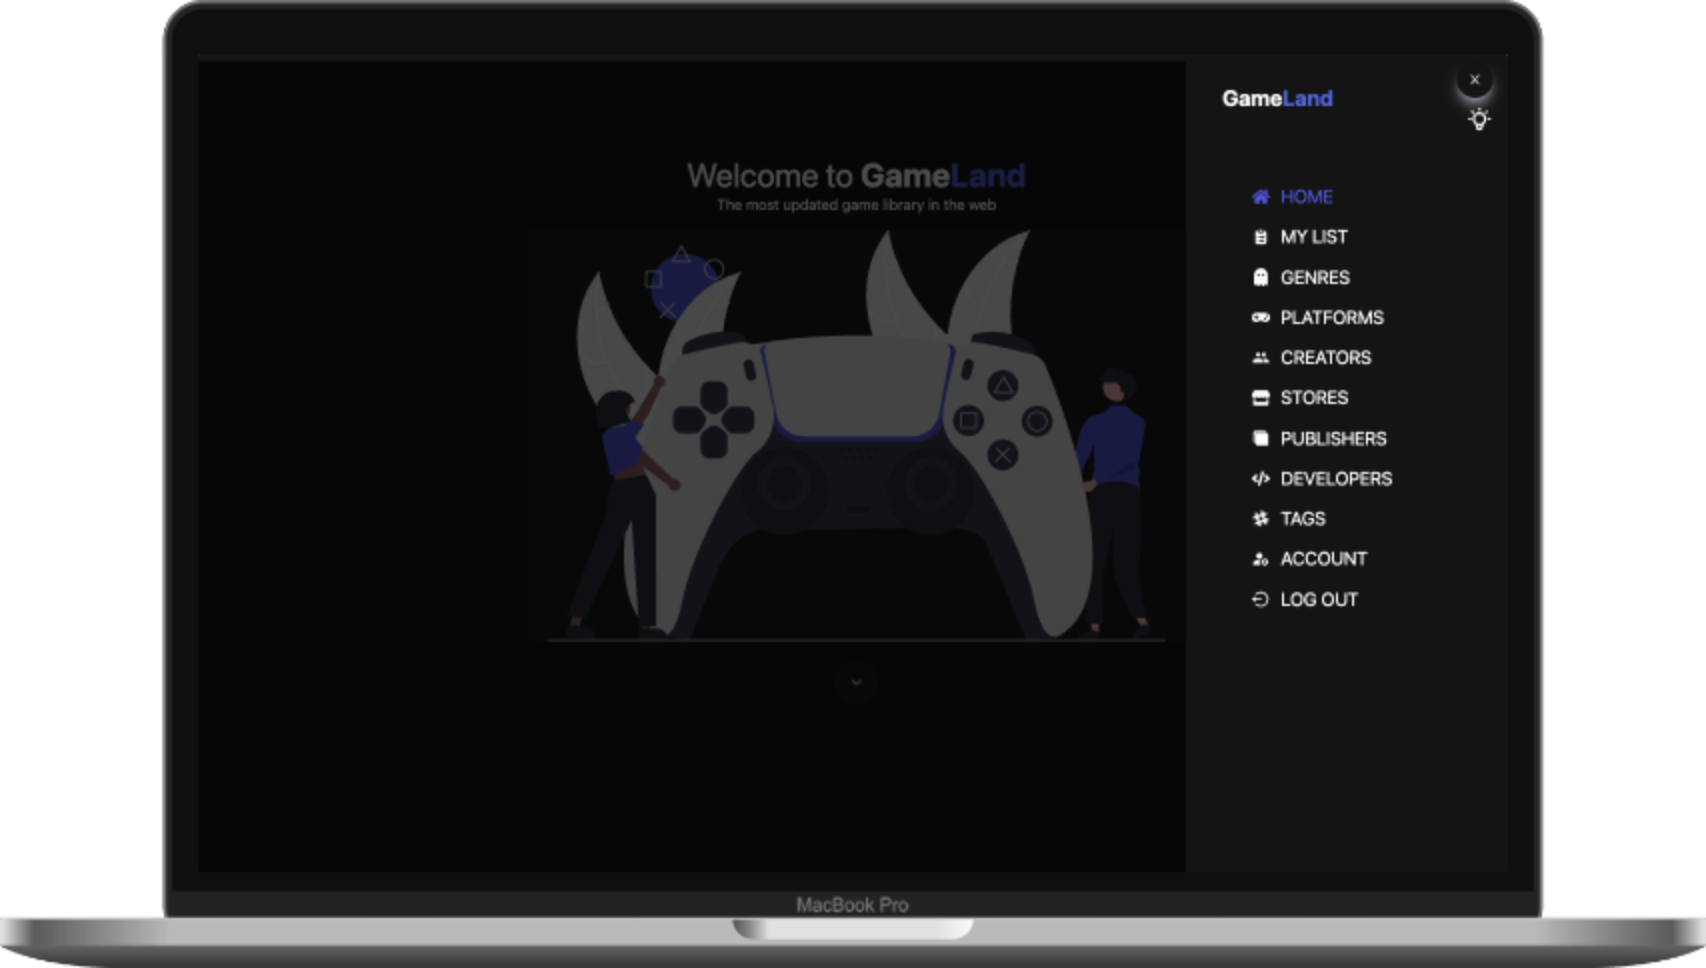 GameLand
Welcome to GameLand
The most updated game library in the web
HOME
MY LIST
GENRES
PLATFORMS
CREATORS
STORES
PUBLISHERS
DEVELOPERS
TAGS
ACCOUNT
LOG OUT
MacBook Pro